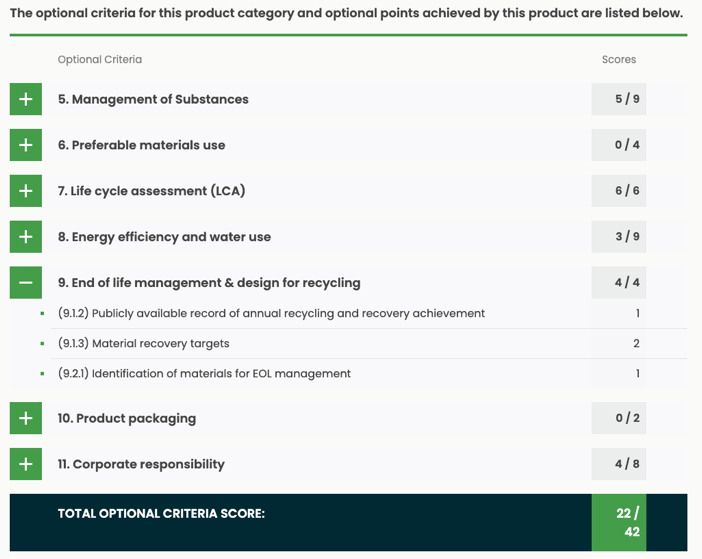 The optional criteria for this product category and optional points achieved by this product are listed below.
Optional Criteria Scores
5. Management of Substances 5 / 9
6. Preferable materials use 0 / 4
7. Life cycle assessment (LCA) 6 / 6
8. Energy efficiency and water use 3 / 9
9. End of life management & design for recycling 4 / 4
(9.1.2) Publicly available record of annual recycling and recovery achievement 1
(9.1.3) Material recovery targets 2
(9.2.1) Identification of materials for EOL management 1
10. Product packaging 0 / 2
11. Corporate responsibility 4 / 8
TOTAL OPTIONAL CRITERIA SCORE: 22 /
42